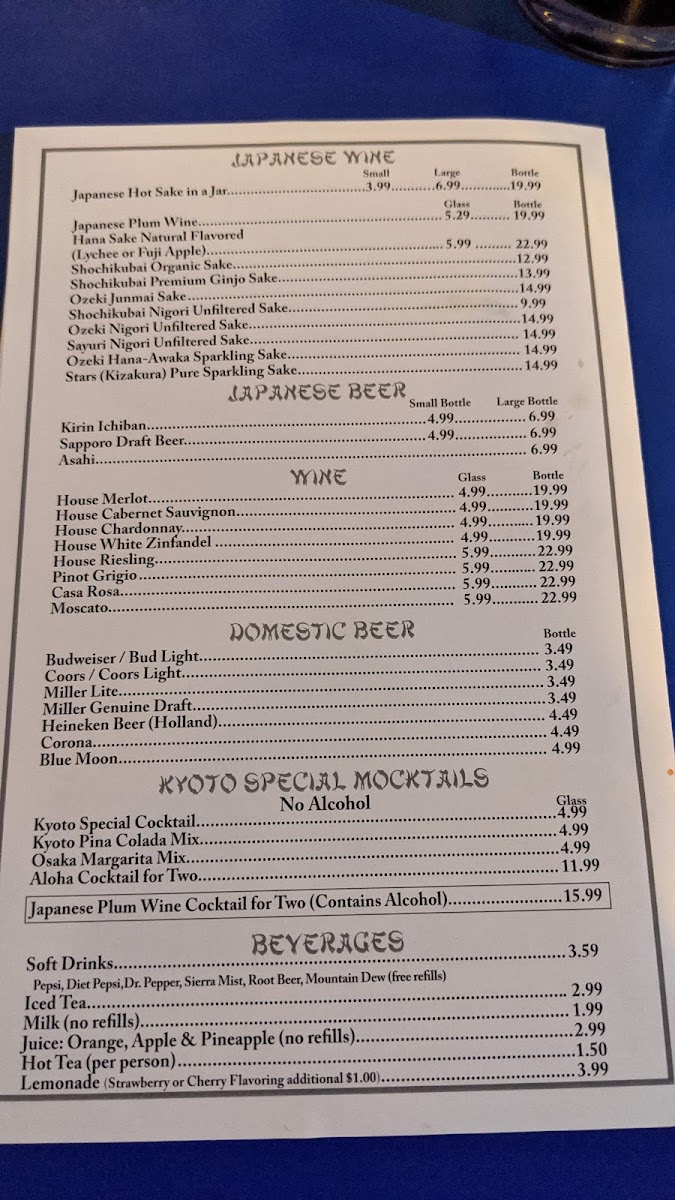 JAPANESE WINE
Small Large Bottle
Japanese Hot Sake in a Jar..........3.99..........6.99..........19.99
Glass Bottle
Japanese Plum Wine..........5.29..........19.99
Hana Sake Natural Flavored
(Lychee or Fuji Apple)..........5.99..........22.99
Shochikubai Organic Sake..........12.99
Shochikubai Premium Ginjo Sake..........13.99
Ozeki Junmai Sake..........14.99
Shochikubai Nigori Unfiltered Sake..........9.99
Ozeki Nigori Unfiltered Sake..........14.99
Sayuri Nigori Unfiltered Sake..........14.99
Ozeki Hana-Awaka Sparkling Sake..........14.99
Stars (Kizakura) Pure Sparkling Sake..........14.99
JAPANESE BEER
Small Bottle Large Bottle
Kirin Ichiban..........4.99..........6.99
Sapporo Draft Beer..........4.99..........6.99
Asahi..........6.99
WINE
Glass Bottle
House Merlot..........4.99..........19.99
House Cabernet Sauvignon..........4.99..........19.99
House Chardonnay..........4.99..........19.99
House White Zinfandel..........4.99..........19.99
House Riesling..........5.99..........22.99
Pinot Grigio..........5.99..........22.99
Casa Rosa..........5.99..........22.99
Moscato..........5.99..........22.99
DOMESTIC BEER
Bottle
Budweiser / Bud Light..........3.49
Coors / Coors Light..........3.49
Miller Lite..........3.49
Miller Genuine Draft..........3.49
Heineken Beer (Holland)..........4.49
Corona..........4.49
Blue Moon..........4.99
KYOTO SPECIAL MOCKTAILS
No Alcohol
Glass
Kyoto Special Cocktail..........4.99
Kyoto Pina Colada Mix..........4.99
Osaka Margarita Mix..........4.99
Aloha Cocktail for Two..........11.99
Japanese Plum Wine Cocktail for Two (Contains Alcohol)..........15.99
BEVERAGES
Soft Drinks..........3.59
Pepsi, Diet Pepsi,Dr. Pepper, Sierra Mist, Root Beer, Mountain Dew (free refills)
Iced Tea..........2.99
Milk (no refills)..........1.99
Juice: Orange, Apple & Pineapple (no refills)..........2.99
Hot Tea (per person)..........1.50
Lemonade (Strawberry or Cherry Flavoring additional $1.00)..........3.99